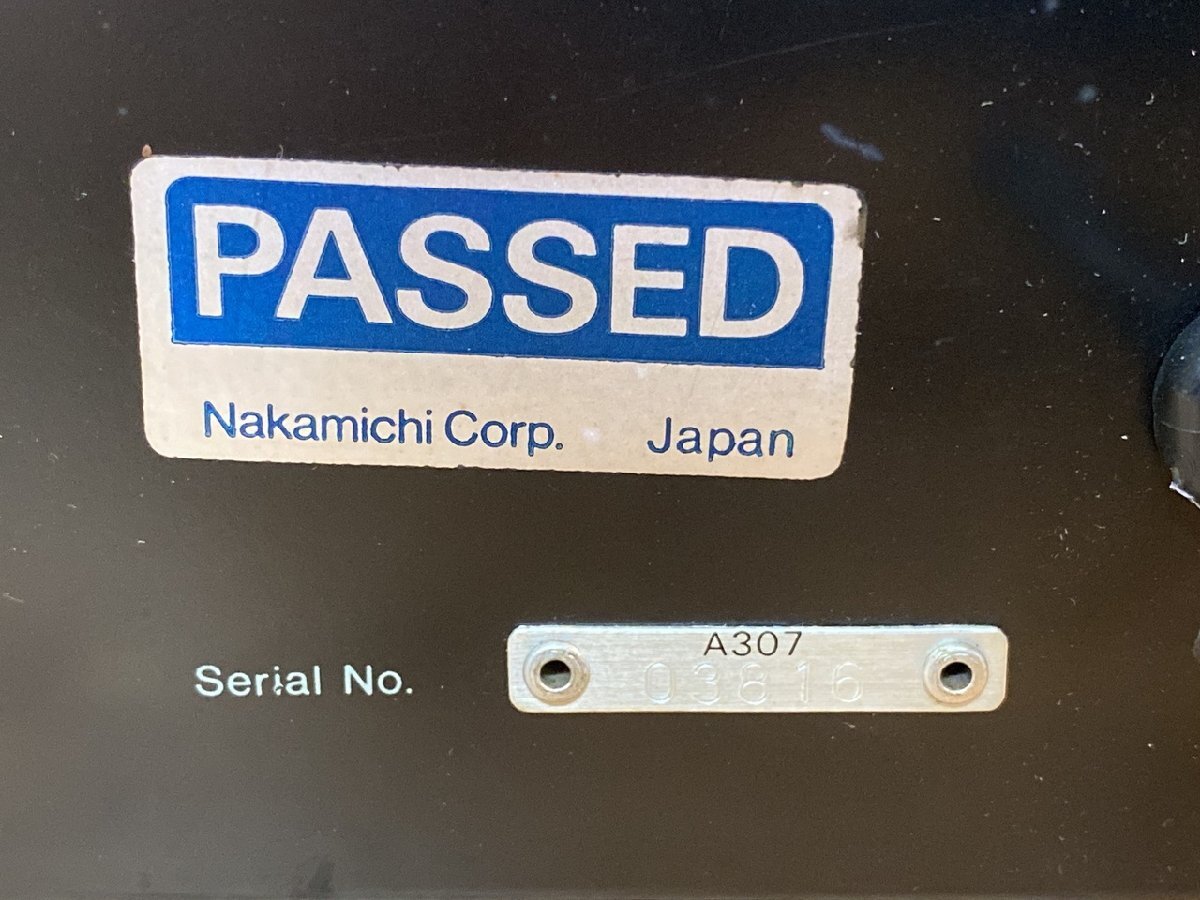 PASSED
Nakamichi Corp. Japan
A307
Serial No. 03816